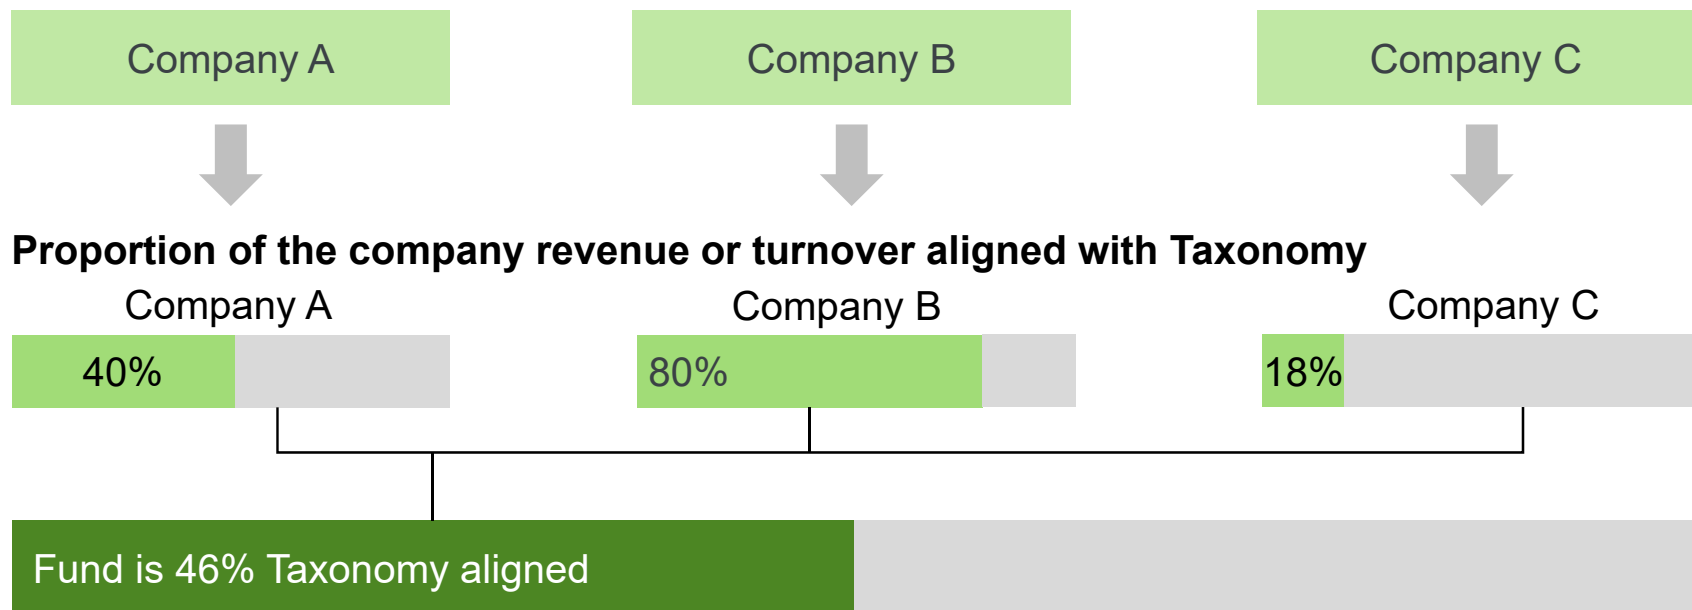 Company A
Company B
Company C
Proportion of the company revenue or turnover aligned with Taxonomy
Company A
Company B
Company C
40%
80%
18%
Fund is 46% Taxonomy aligned